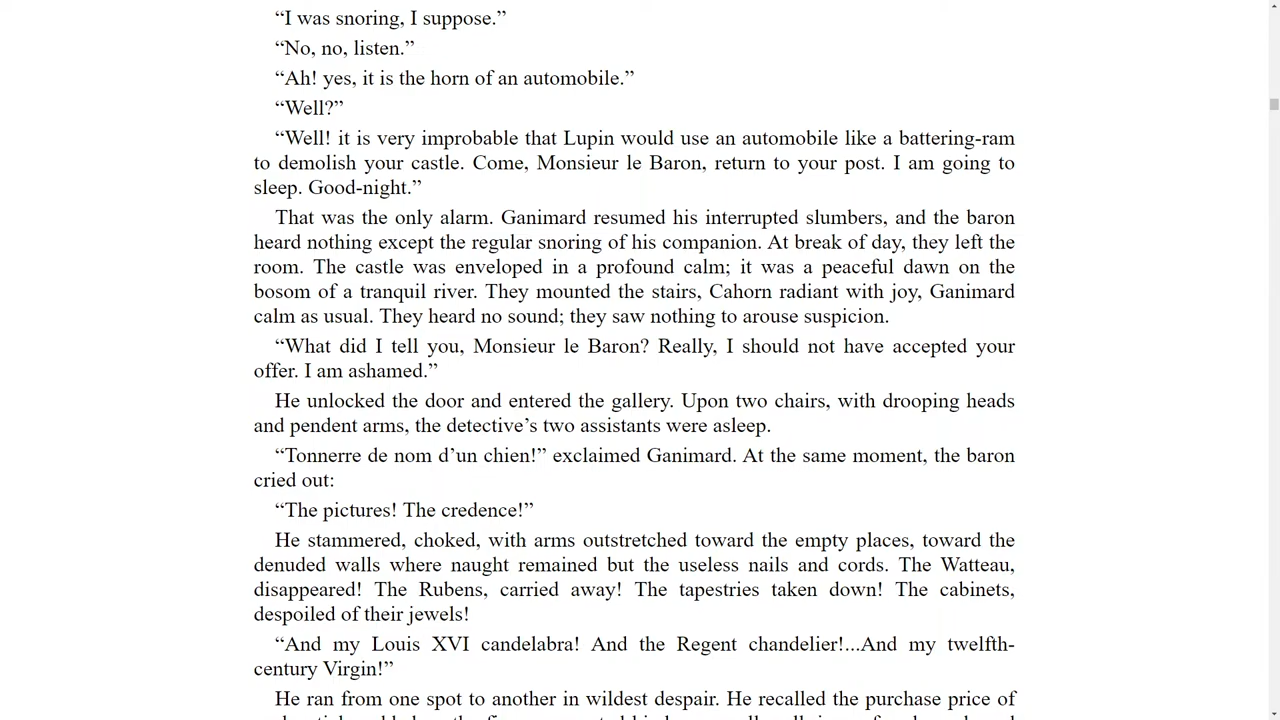 “I was snoring, I suppose.”
“No, no, listen.”
“Ah! yes, it is the horn of an automobile.”
“Well?”
“Well! it is very improbable that Lupin would use an automobile like a battering-ram
to demolish your castle. Come, Monsieur le Baron, return to your post. I am going to
sleep. Good-night.”
That was the only alarm. Ganimard resumed his interrupted slumbers, and the baron
heard nothing except the regular snoring of his companion. At break of day, they left the
room. The castle was enveloped in a profound calm; it was a peaceful dawn on the
bosom of a tranquil river. They mounted the stairs, Cahorn radiant with joy, Ganimard
calm as usual. They heard no sound; they saw nothing to arouse suspicion.
“What did I tell you, Monsieur le Baron? Really, I should not have accepted your
offer. I am ashamed.”
He unlocked the door and entered the gallery. Upon two chairs, with drooping heads
and pendent arms, the detective’s two assistants were asleep.
“Tonnerre de nom d’un chien!” exclaimed Ganimard. At the same moment, the baron
cried out:
“The pictures! The credence!”
He stammered, choked, with arms outstretched toward the empty places, toward the
denuded walls where naught remained but the useless nails and cords. The Watteau,
disappeared! The Rubens, carried away! The tapestries taken down! The cabinets,
despoiled of their jewels!
“And my Louis XVI candelabra! And the Regent chandelier!...And my twelfth-
century Virgin!”
He ran from one spot to another in wildest despair. He recalled the purchase price of